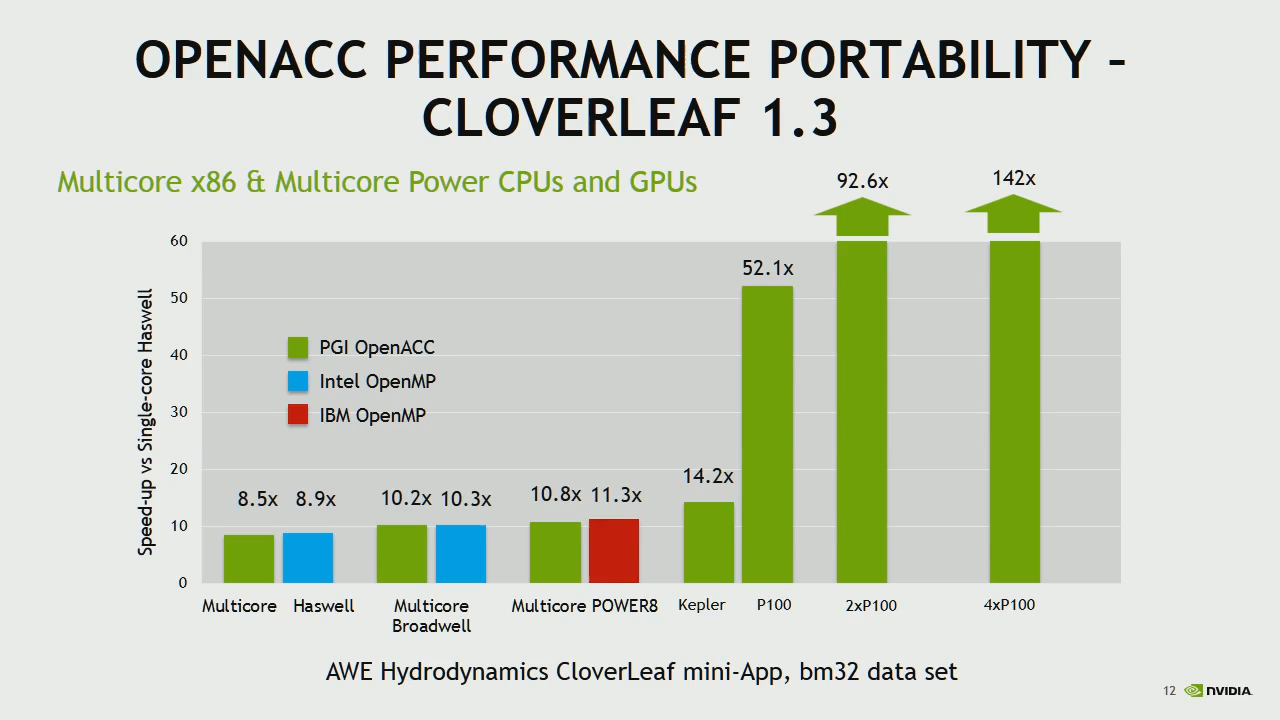 OPENACC PERFORMANCE PORTABILITY –
CLOVERLEAF 1.3
Multicore x86 & Multicore Power CPUs and GPUs
92.6x
142x
60
52.1x
50
Speed-up vs Single-core Haswell
PGI OpenACC
40
Intel OpenMP
IBM OpenMP
30
20
14.2x
8.5x 8.9x
10.2x 10.3x
10.8x 11.3x
10
0
Multicore Haswell
Multicore
Broadwell
Multicore POWER8
Kepler
P100
2xP100
4xP100
AWE Hydrodynamics CloverLeaf mini-App, bm32 data set
12 NVIDIA.